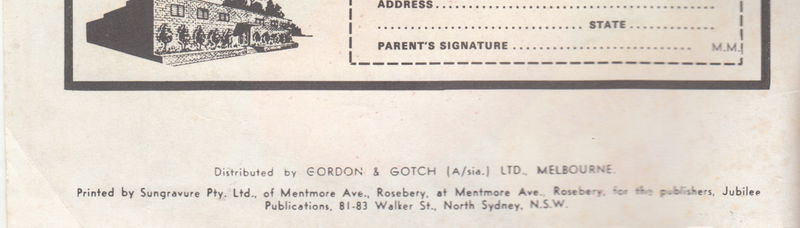 ADDRESS..............................................................
.................................................. STATE ......................
PARENT'S SIGNATURE ........................................ M.M.
Distributed by GORDON & GOTCH (A/sia.) LTD., MELBOURNE.
Printed by Sungravure Pty. Ltd., of Mentmore Ave., Rosebery, at Mentmore Ave., Rosebery, for the publishers, Jubilee
Publications, 81-83 Walker St., North Sydney, N.S.W.